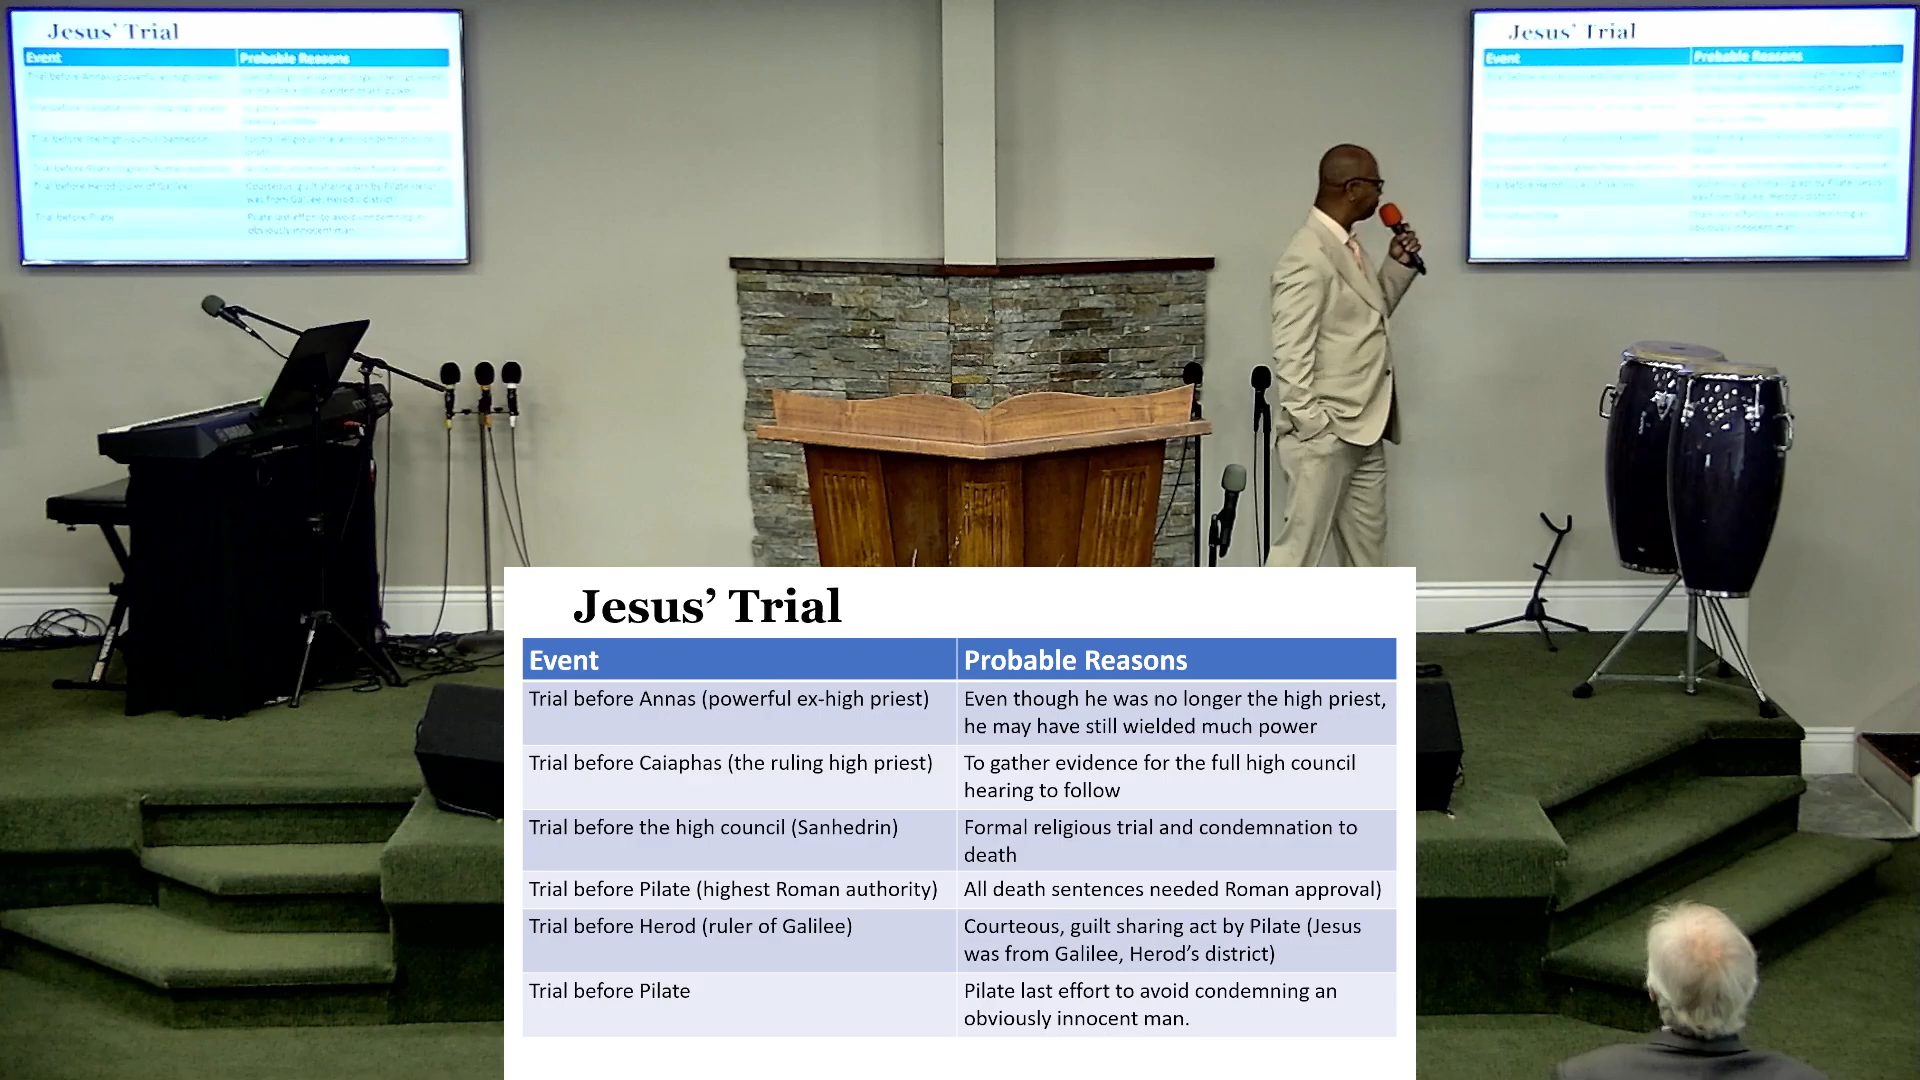 Jesus' Trial
Event Probable Reasons
Jesus' Trial
Event Probable Reasons
Jesus’ Trial
Event Probable Reasons
Trial before Annas (powerful ex-high priest) Even though he was no longer the high priest,
he may have still wielded much power
Trial before Caiaphas (the ruling high priest) To gather evidence for the full high council
hearing to follow
Trial before the high council (Sanhedrin) Formal religious trial and condemnation to
death
Trial before Pilate (highest Roman authority) All death sentences needed Roman approval)
Trial before Herod (ruler of Galilee) Courteous, guilt sharing act by Pilate (Jesus
was from Galilee, Herod’s district)
Trial before Pilate Pilate last effort to avoid condemning an
obviously innocent man.